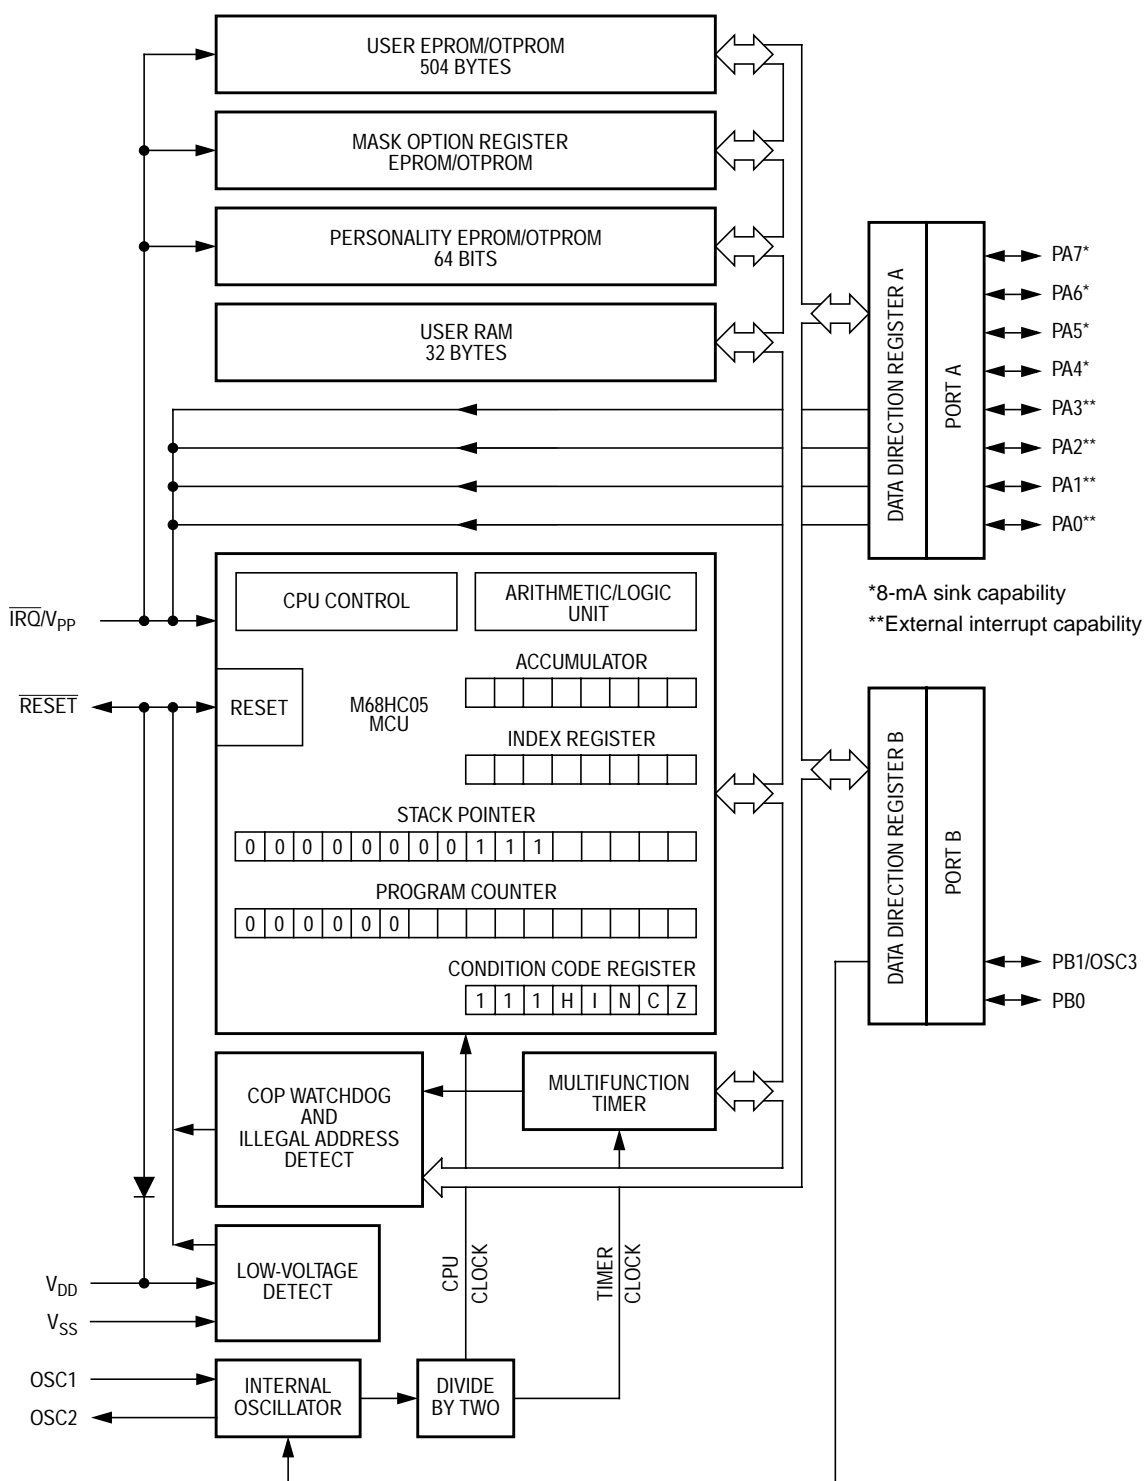 USER EPROM/OTPROM
504 BYTES
MASK OPTION REGISTER
EPROM/OTPROM
PERSONALITY EPROM/OTPROM
64 BITS
USER RAM
32 BYTES
DATA DIRECTION REGISTER A
PORT A
PA7*
PA6*
PA5*
PA4*
PA3**
PA2**
PA1**
PA0**
*8-mA sink capability
**External interrupt capability
IRQ/VPP
RESET
CPU CONTROL
ARITHMETIC/LOGIC
UNIT
ACCUMULATOR
RESET
M68HC05
MCU
INDEX REGISTER
STACK POINTER
0 0 0 0 0 0 0 0 1 1 1
PROGRAM COUNTER
0 0 0 0 0 0
CONDITION CODE REGISTER
1 1 1 H I N C Z
DATA DIRECTION REGISTER B
PORT B
PB1/OSC3
PB0
COP WATCHDOG
AND
ILLEGAL ADDRESS
DETECT
MULTIFUNCTION
TIMER
VDD
VSS
LOW-VOLTAGE
DETECT
CPU
CLOCK
TIMER
CLOCK
OSC1
OSC2
INTERNAL
OSCILLATOR
DIVIDE
BY TWO